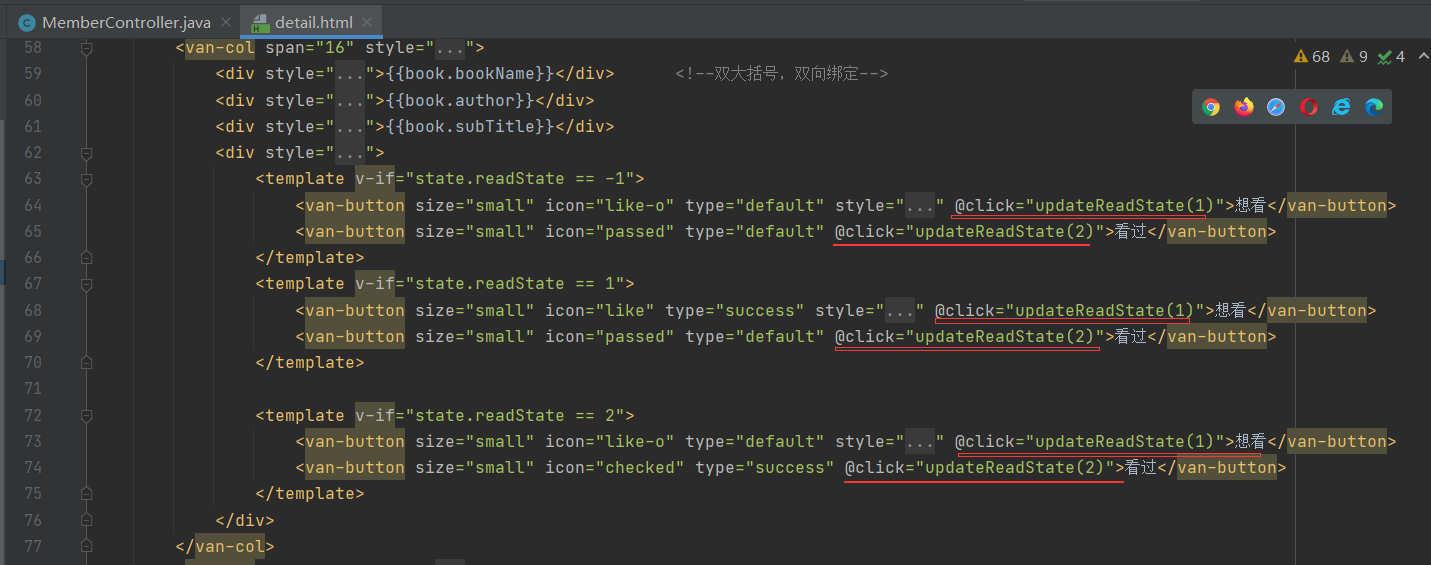 MemberController.java detail.html
58 <van-col span="16" style="...">
59 <div style="...">{{book.bookName}}</div> <!--双大括号，双向绑定-->
68 9 4
60 <div style="...">{{book.author}}</div>
61 <div style="...">{{book.subTitle}}</div>
62 <div style="...">
63 <template v-if="state.readState == -1">
64 <van-button size="small" icon="like-o" type="default" style="..." @click="updateReadState(1)">想看</van-button>
65 <van-button size="small" icon="passed" type="default" @click="updateReadState(2)">看过</van-button>
66 </template>
67 <template v-if="state.readState == 1">
68 <van-button size="small" icon="like" type="success" style="..." @click="updateReadState(1)">想看</van-button>
69 <van-button size="small" icon="passed" type="default" @click="updateReadState(2)">看过</van-button>
70 </template>
71
72 <template v-if="state.readState == 2">
73 <van-button size="small" icon="like-o" type="default" style="..." @click="updateReadState(1)">想看</van-button>
74 <van-button size="small" icon="checked" type="success" @click="updateReadState(2)">看过</van-button>
75 </template>
76 </div>
77 </van-col>